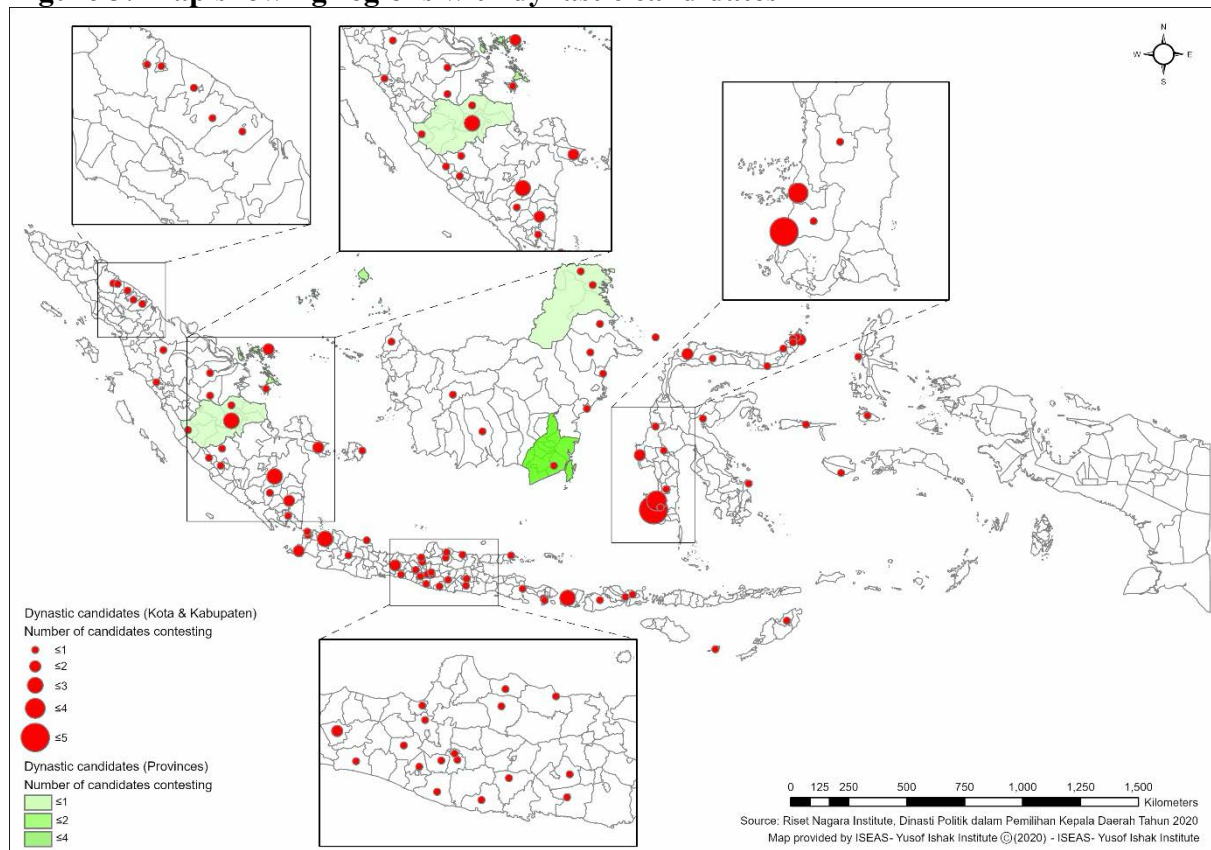 N
W E
S
Dynastic candidates (Kota & Kabupaten)
Number of candidates contesting
≤1
≤2
≤3
≤4
≤5
Dynastic candidates (Provinces)
Number of candidates contesting
≤1
≤2
≤4
0 125 250 500 750 1,000 1,250 1,500
Kilometers
Source: Riset Nagara Institute, Dinasti Politik dalam Pemilihan Kepala Daerah Tahun 2020
Map provided by ISEAS- Yusof Ishak Institute ©(2020) - ISEAS- Yusof Ishak Institute